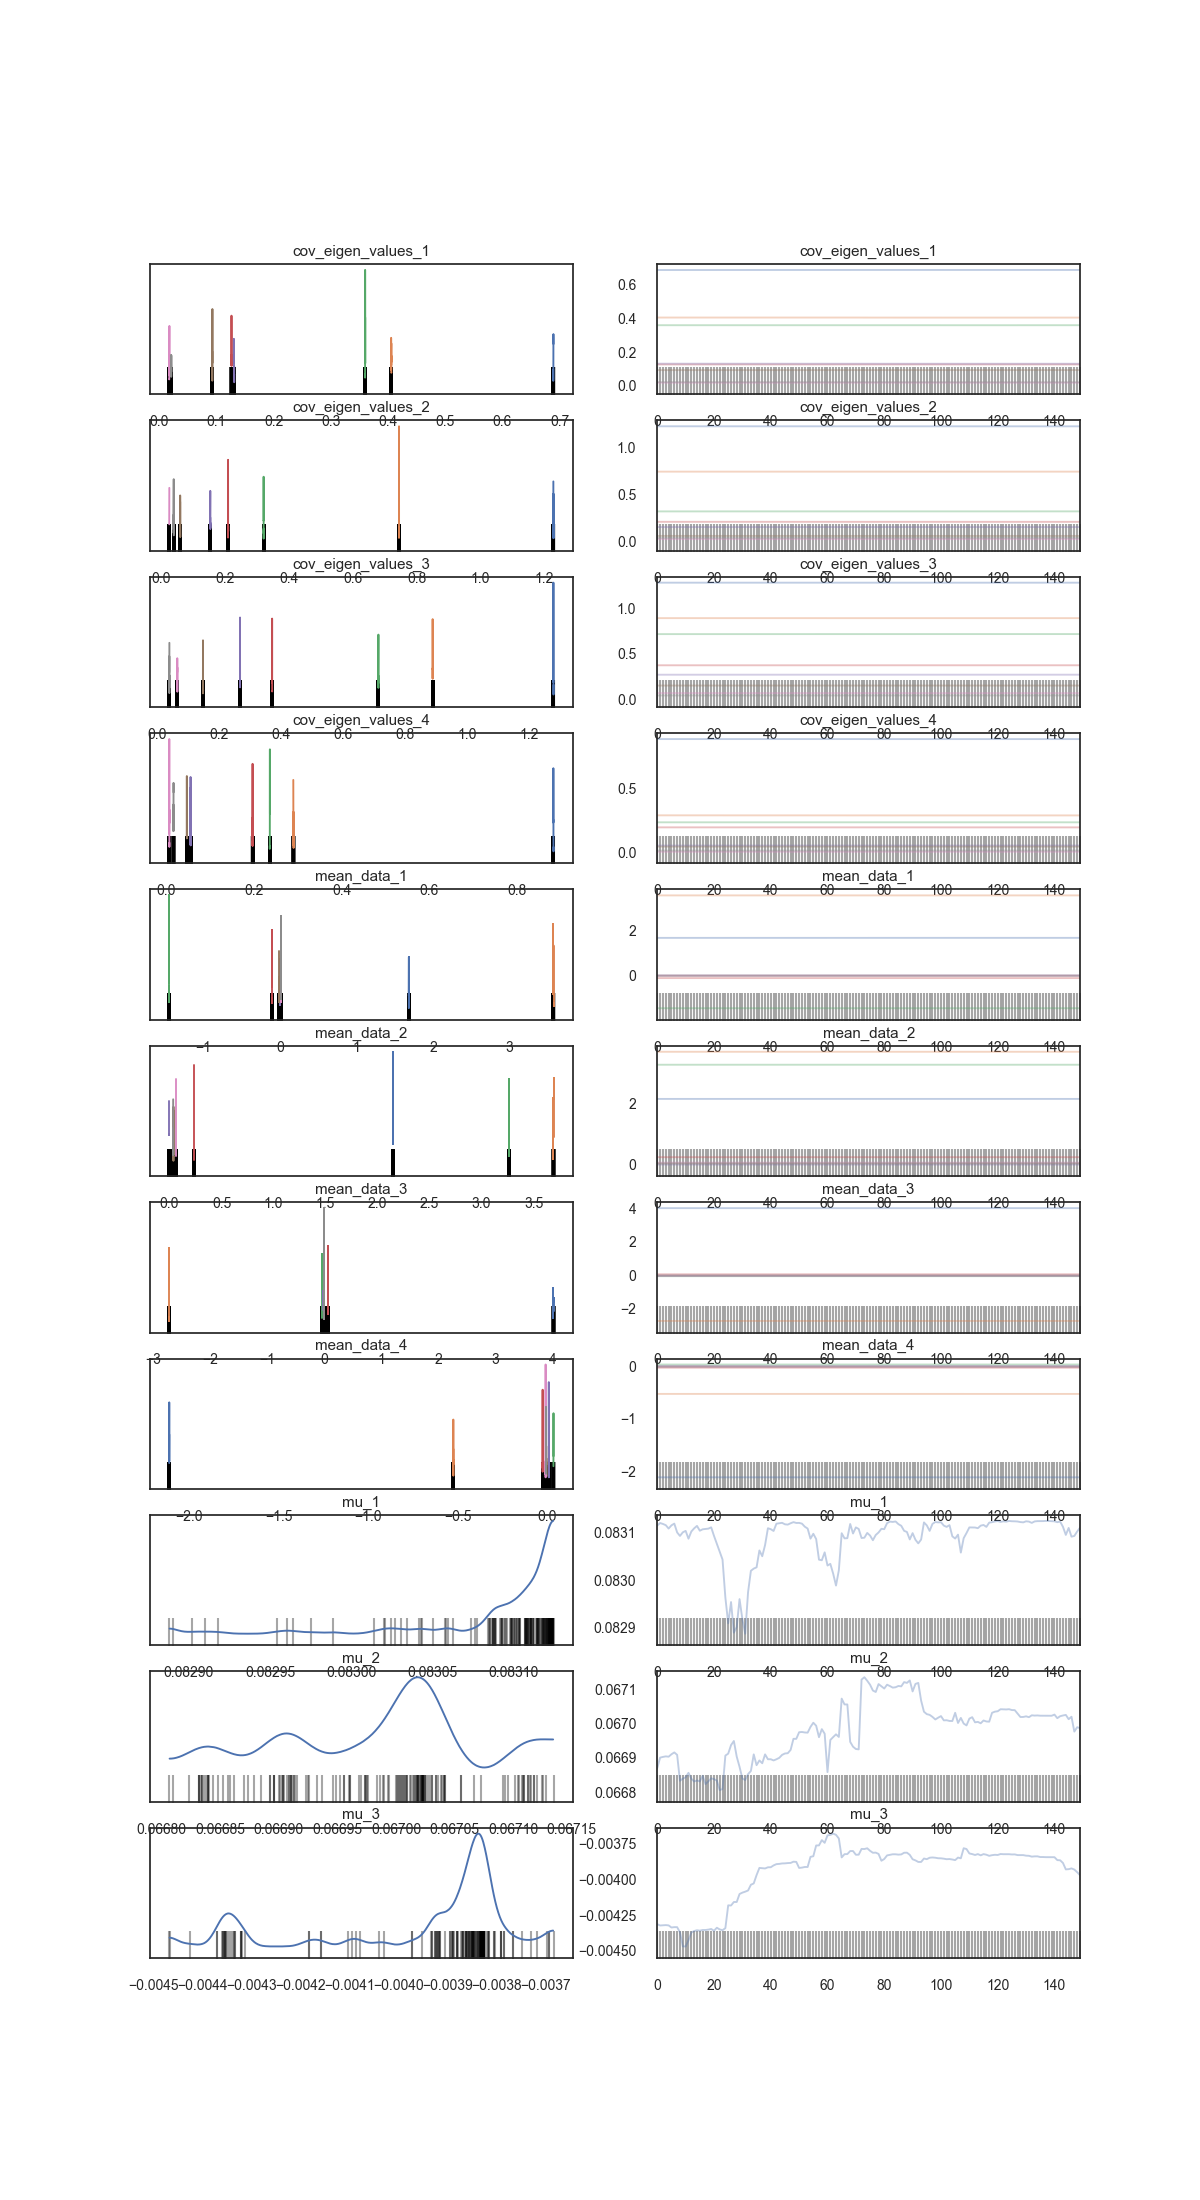 cov_eigen_values_1 cov_eigen_values_1
0.6
0.4
0.2
0.0
cov_eigen_values_2 cov_eigen_values_2
0.0 0.1 0.2 0.3 0.4 0.5 0.6 0.7 0 20 40 60 80 100 120 140
1.0
0.5
0.0
cov_eigen_values_3 cov_eigen_values_3
0.0 0.2 0.4 0.6 0.8 1.0 1.2 0 20 40 60 80 100 120 140
1.0
0.5
0.0
cov_eigen_values_4 cov_eigen_values_4
0.0 0.2 0.4 0.6 0.8 1.0 1.2 0 20 40 60 80 100 120 140
0.5
0.0
mean_data_1 mean_data_1
0.0 0.2 0.4 0.6 0.8 0 20 40 60 80 100 120 140
2
0
mean_data_2 mean_data_2
−1 0 1 2 3 0 20 40 60 80 100 120 140
2
0
mean_data_3 mean_data_3
0.0 0.5 1.0 1.5 2.0 2.5 3.0 3.5 0 20 40 60 80 100 120 140
4
2
0
−2
mean_data_4 mean_data_4
−3 −2 −1 0 1 2 3 4 0 20 40 60 80 100 120 140
0
−1
−2
mu_1 mu_1
−2.0 −1.5 −1.0 −0.5 0.0 0 20 40 60 80 100 120 140
0.0831
0.0830
0.0829
mu_2 mu_2
0.08290 0.08295 0.08300 0.08305 0.08310 0 20 40 60 80 100 120 140
0.0671
0.0670
0.0669
0.0668
mu_3 mu_3
0.06680 0.06685 0.06690 0.06695 0.06700 0.06705 0.06710 0.06715 0 20 40 60 80 100 120 140
−0.00375
−0.00400
−0.00425
−0.00450
−0.0045 −0.0044 −0.0043 −0.0042 −0.0041 −0.0040 −0.0039 −0.0038 −0.0037 0 20 40 60 80 100 120 140